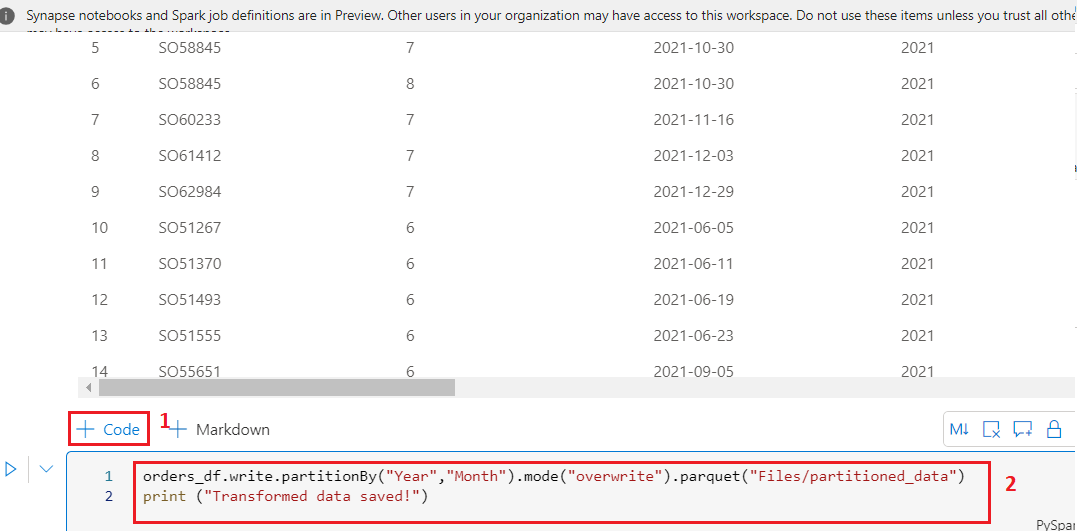 Synapse notebooks and Spark job definitions are in Preview. Other users in your organization may have access to this workspace. Do not use these items unless you trust all
5 SO58845 7 2021-10-30 2021
6 SO58845 8 2021-10-30 2021
7 SO60233 7 2021-11-16 2021
8 SO61412 7 2021-12-03 2021
9 SO62984 7 2021-12-29 2021
10 SO51267 6 2021-06-05 2021
11 SO51370 6 2021-06-11 2021
12 SO51493 6 2021-06-19 2021
13 SO51555 6 2021-06-23 2021
14 SO55651 6 2021-09-05 2021
+ Code 1 + Markdown M↓
1 orders_df.write.partitionBy("Year","Month").mode("overwrite").parquet("Files/partitioned_data") 2
2 print ("Transformed data saved!")
PySpar